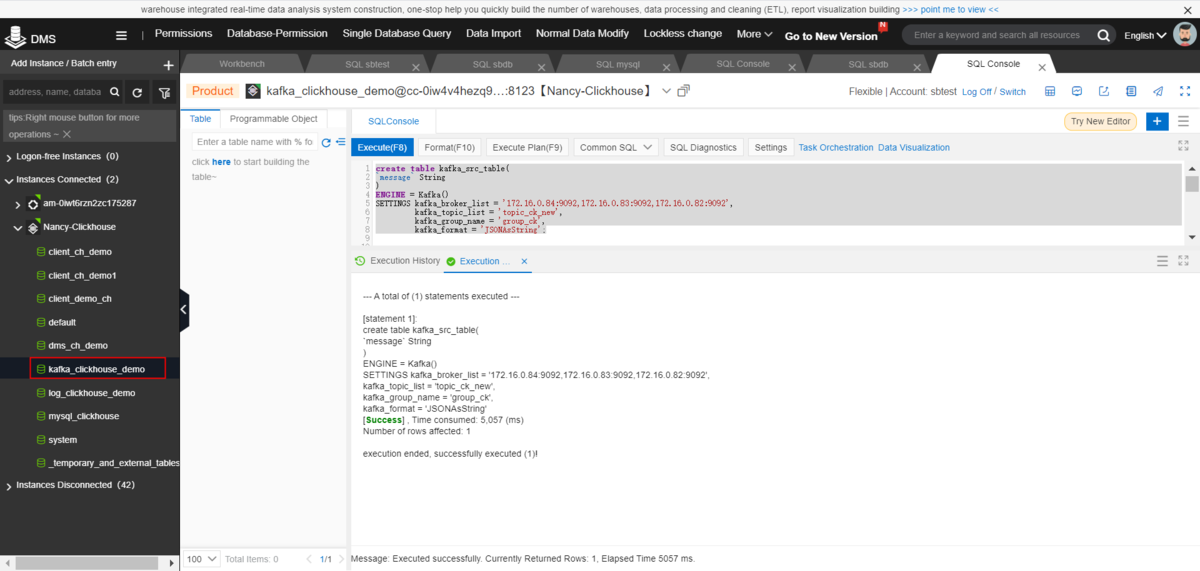 warehouse integrated real-time data analysis system construction, one-stop help you quickly build the number of warehouses, data processing and cleaning (ETL), report visualization building >>> point me to view <<
DMS
Permissions Database-Permission Single Database Query Data Import Normal Data Modify Lockless change More Go to New Version N
Enter a keyword and search all resources
English
Add Instance / Batch entry +
Workbench SQL sbtest SQL sbdb SQL mysql SQL Console SQL sbdb SQL Console
address, name, databa
Product kafka_clickhouse_demo@cc-0iw4v4hezq9...:8123【Nancy-Clickhouse】
Flexible | Account: sbtest Log Off / Switch
tips:Right mouse button for more
operations ~
Logon-free Instances (0)
Instances Connected (2)
am-0iwt6rzn2zc175287
Nancy-Clickhouse
client_ch_demo
client_ch_demo1
client_demo_ch
default
dms_ch_demo
kafka_clickhouse_demo
log_clickhouse_demo
mysql_clickhouse
system
_temporary_and_external_tables
Instances Disconnected (42)
Table Programmable Object
Enter a table name with % fo
click here to start building the
table~
100 Total Items: 0 1/1
SQLConsole
Try New Editor
Execute(F8) Format(F10) Execute Plan(F9) Common SQL SQL Diagnostics Settings Task Orchestration Data Visualization
1 create table kafka_src_table(
2 `message` String
3 )
4 ENGINE = Kafka()
5 SETTINGS kafka_broker_list = '172.16.0.84:9092,172.16.0.83:9092,172.16.0.82:9092',
6 kafka_topic_list = 'topic_ck_new',
7 kafka_group_name = 'group_ck',
8 kafka_format = 'JSONAsString';
9
Execution History Execution ...
--- A total of (1) statements executed ---
[statement 1]:
create table kafka_src_table(
`message` String
)
ENGINE = Kafka()
SETTINGS kafka_broker_list = '172.16.0.84:9092,172.16.0.83:9092,172.16.0.82:9092',
kafka_topic_list = 'topic_ck_new',
kafka_group_name = 'group_ck',
kafka_format = 'JSONAsString'
[Success] , Time consumed: 5,057 (ms)
Number of rows affected: 1
execution ended, successfully executed (1)!
Message: Executed successfully. Currently Returned Rows: 1, Elapsed Time 5057 ms.